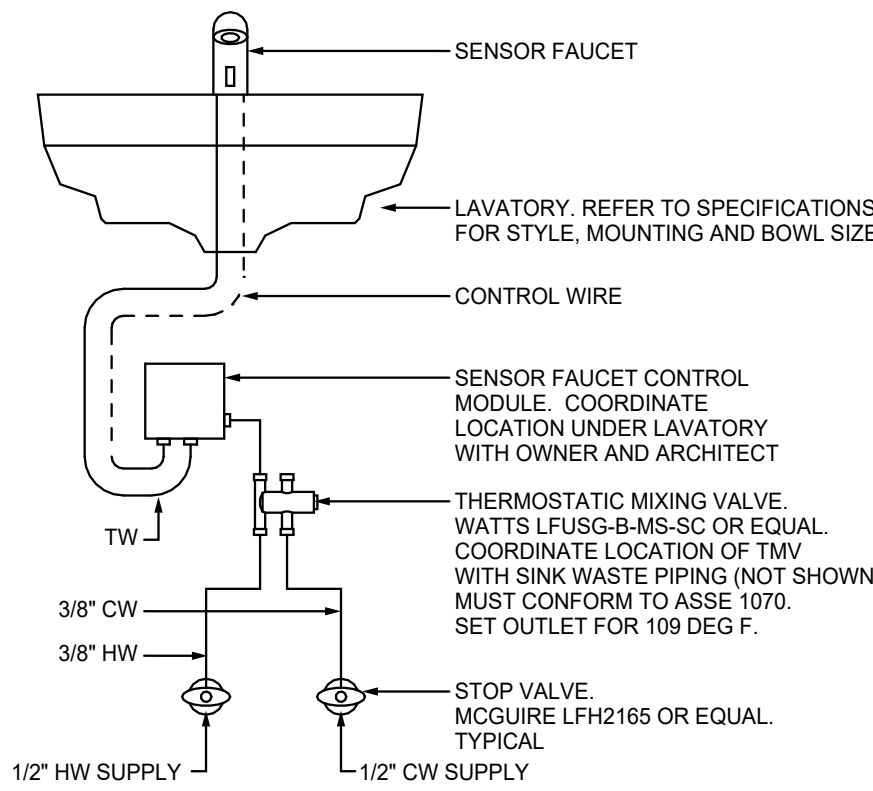 SENSOR FAUCET
LAVATORY. REFER TO SPECIFICATIONS
FOR STYLE, MOUNTING AND BOWL SIZE
CONTROL WIRE
SENSOR FAUCET CONTROL
MODULE. COORDINATE
LOCATION UNDER LAVATORY
WITH OWNER AND ARCHITECT
THERMOSTATIC MIXING VALVE.
WATTS LFUSG-B-MS-SC OR EQUAL.
COORDINATE LOCATION OF TMV
WITH SINK WASTE PIPING (NOT SHOWN
MUST CONFORM TO ASSE 1070.
SET OUTLET FOR 109 DEG F.
TW
3/8" CW
3/8" HW
STOP VALVE.
MCGUIRE LFH2165 OR EQUAL.
TYPICAL
1/2" HW SUPPLY
1/2" CW SUPPLY